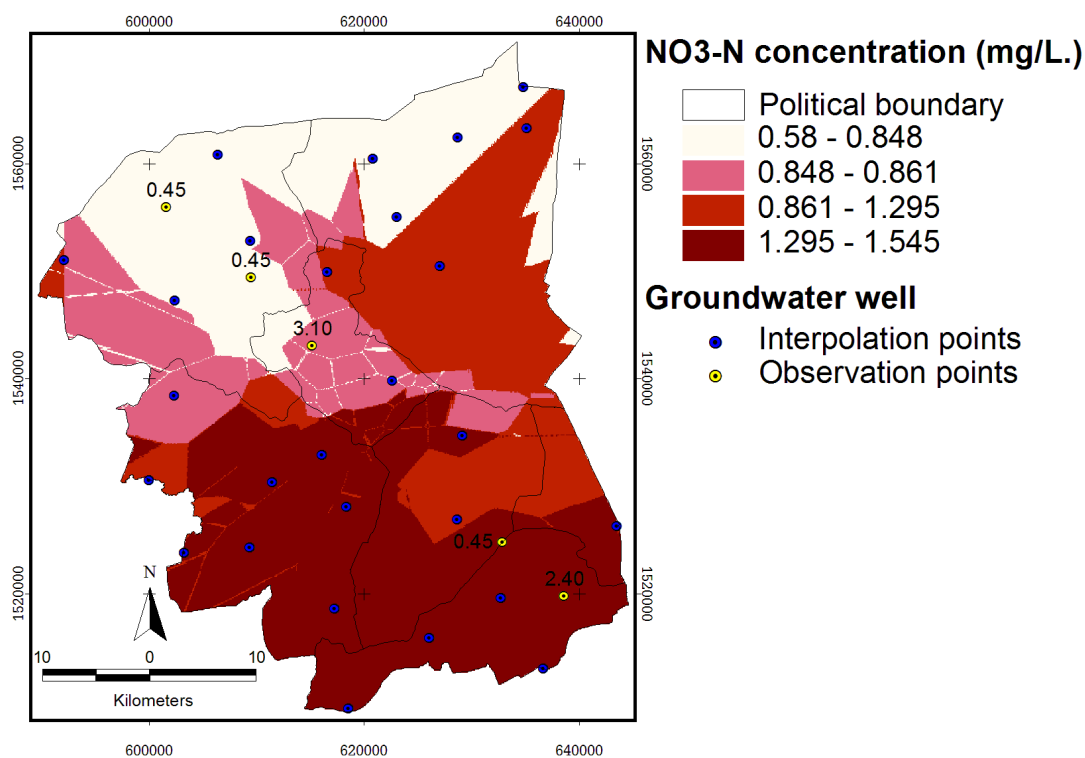 600000 620000 640000
NO3-N concentration (mg/L.)
Political boundary
0.58 - 0.848
0.848 - 0.861
0.861 - 1.295
1.295 - 1.545
Groundwater well
Interpolation points
Observation points
1560000 1560000
0.45
0.45
3.10
1540000 1540000
0.45
2.40
1520000 1520000
N
10 0 10
Kilometers
600000 620000 640000